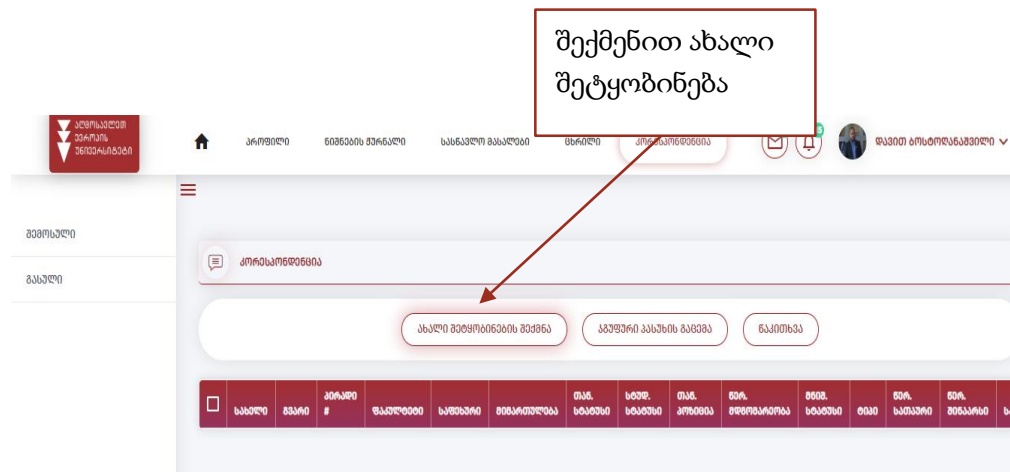 შექმენით ახალი
შეტყობინება
აღმოსავლეთ
ევროპის
უნივერსიტეტი
პროფილი ნიშნების ჟურნალი სასწავლო მასალები ცხრილი კორესპონდენცია დავით ბოსტოღანაშვილი
შემოსული
გასული
კორესპონდენცია
ახალი შეტყობინების შექმნა ჯგუფური პასუხის გაცემა წაკითხვა
სახელი გვარი პირადი # ფაკულტეტი საფეხური მიმართულება თან. სტატუსი სტუდ. სტატუსი თან. პოზიცია წერ. მდგომარეობა მნიშ. სტატუსი ტიპი წერ. სათაური წერ. შინაარსი